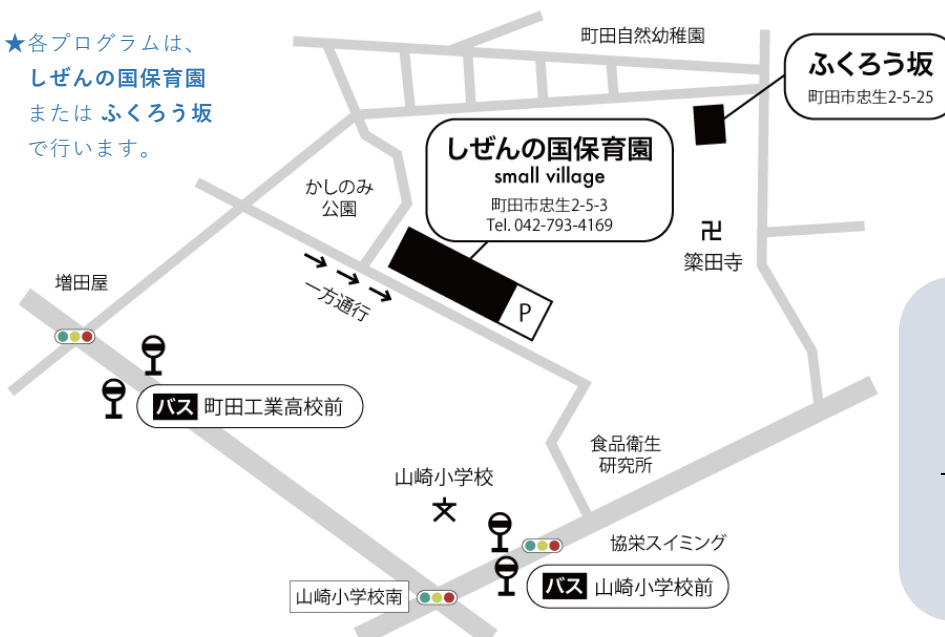 ★各プログラムは、
しぜんの国保育園
または ふくろう坂
で行います。
町田自然幼稚園
ふくろう坂
町田市忠生2-5-25
しぜんの国保育園
small village
町田市忠生2-5-3
Tel. 042-793-4169
かしのみ
公園
卍
簗田寺
一方通行
P
増田屋
バス 町田工業高校前
食品衛生
研究所
山崎小学校
文
協栄スイミング
バス 山崎小学校前
山崎小学校南